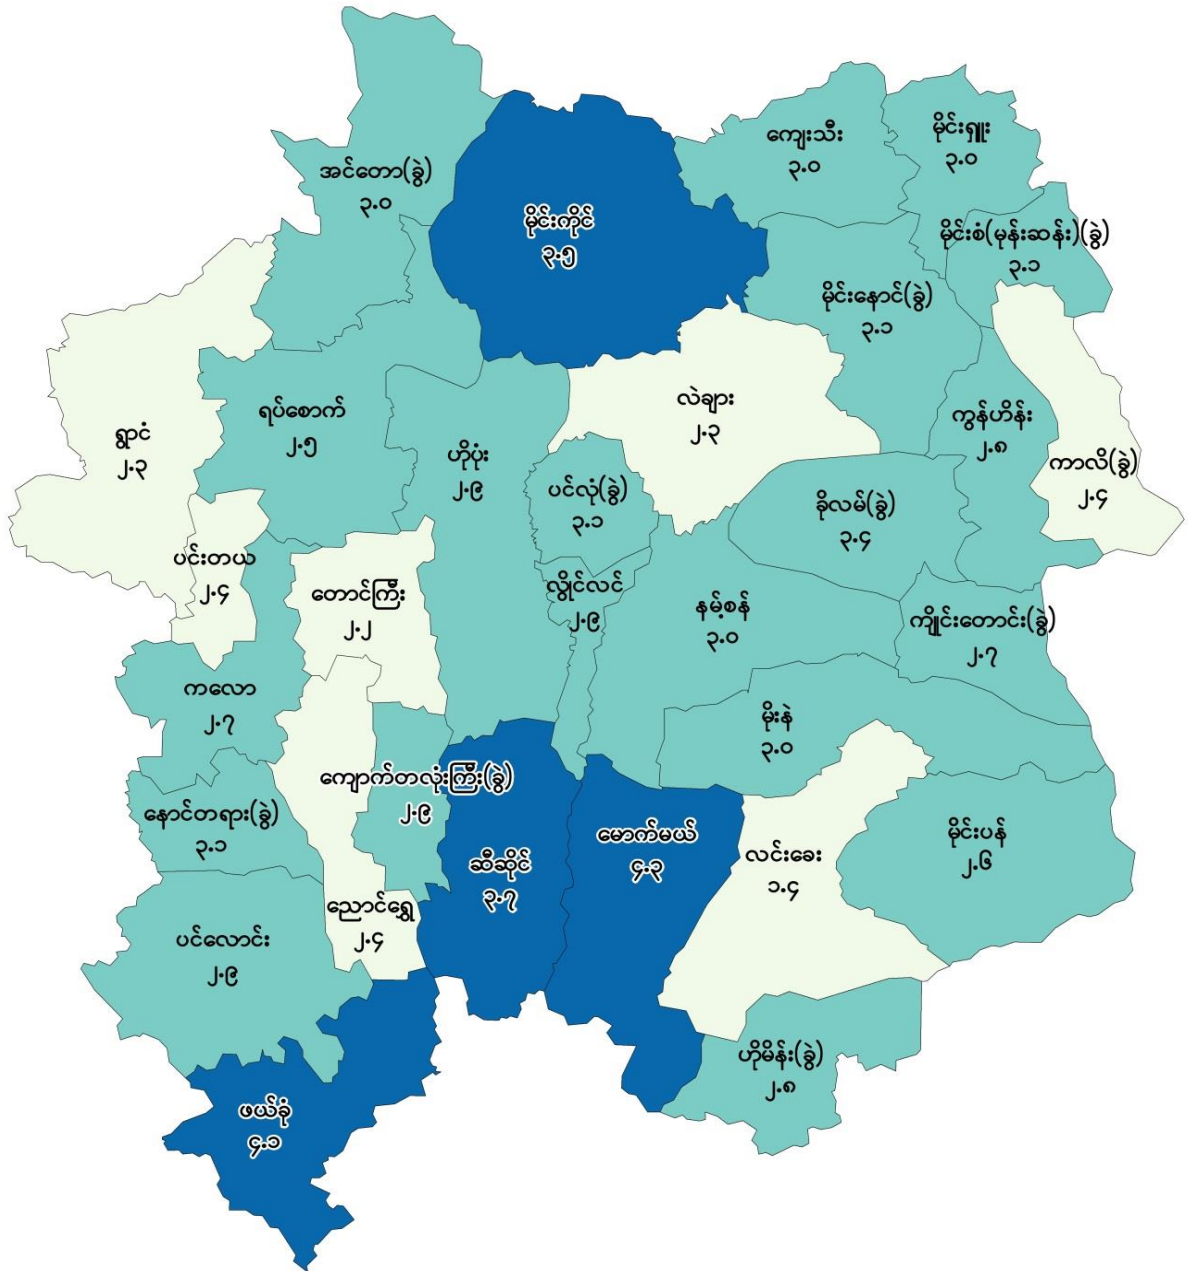 ကျေးသီး
၃.၀
မိုင်းရှူး
၃.၀
အင်တော(ခွဲ)
၃.၀
မိုင်းကိုင်
၃.၅
မိုင်းစံ(မုန်းဆန်း)(ခွဲ)
၃.၁
မိုင်းနောင်(ခွဲ)
၃.၁
လဲချား
၂.၃
ရပ်စောက်
၂.၅
ကွန်ဟိန်း
၂.၈
ရွာငံ
၂.၃
ဟိုပုံး
၂.၉
ကာလိ(ခွဲ)
၂.၄
ပင်လုံ(ခွဲ)
၃.၁
ခိုလမ်(ခွဲ)
၃.၄
ပင်းတယ
၂.၄
တောင်ကြီး
၂.၂
လွိုင်လင်
၂.၉
နမ့်စန်
၃.၀
ကျိုင်းတောင်း(ခွဲ)
၂.၇
ကလော
၂.၇
မိုးနဲ
၃.၀
ကျောက်တလုံးကြီး(ခွဲ)
၂.၉
နောင်တရား(ခွဲ)
၃.၁
မောက်မယ်
၄.၃
မိုင်းပန်
၂.၆
လင်းခေး
၁.၄
ဆီဆိုင်
၃.၇
ညောင်ရွှေ
၂.၄
ပင်လောင်း
၂.၉
ဟိုမိန်း(ခွဲ)
၂.၈
ဖယ်ခုံ
၄.၁